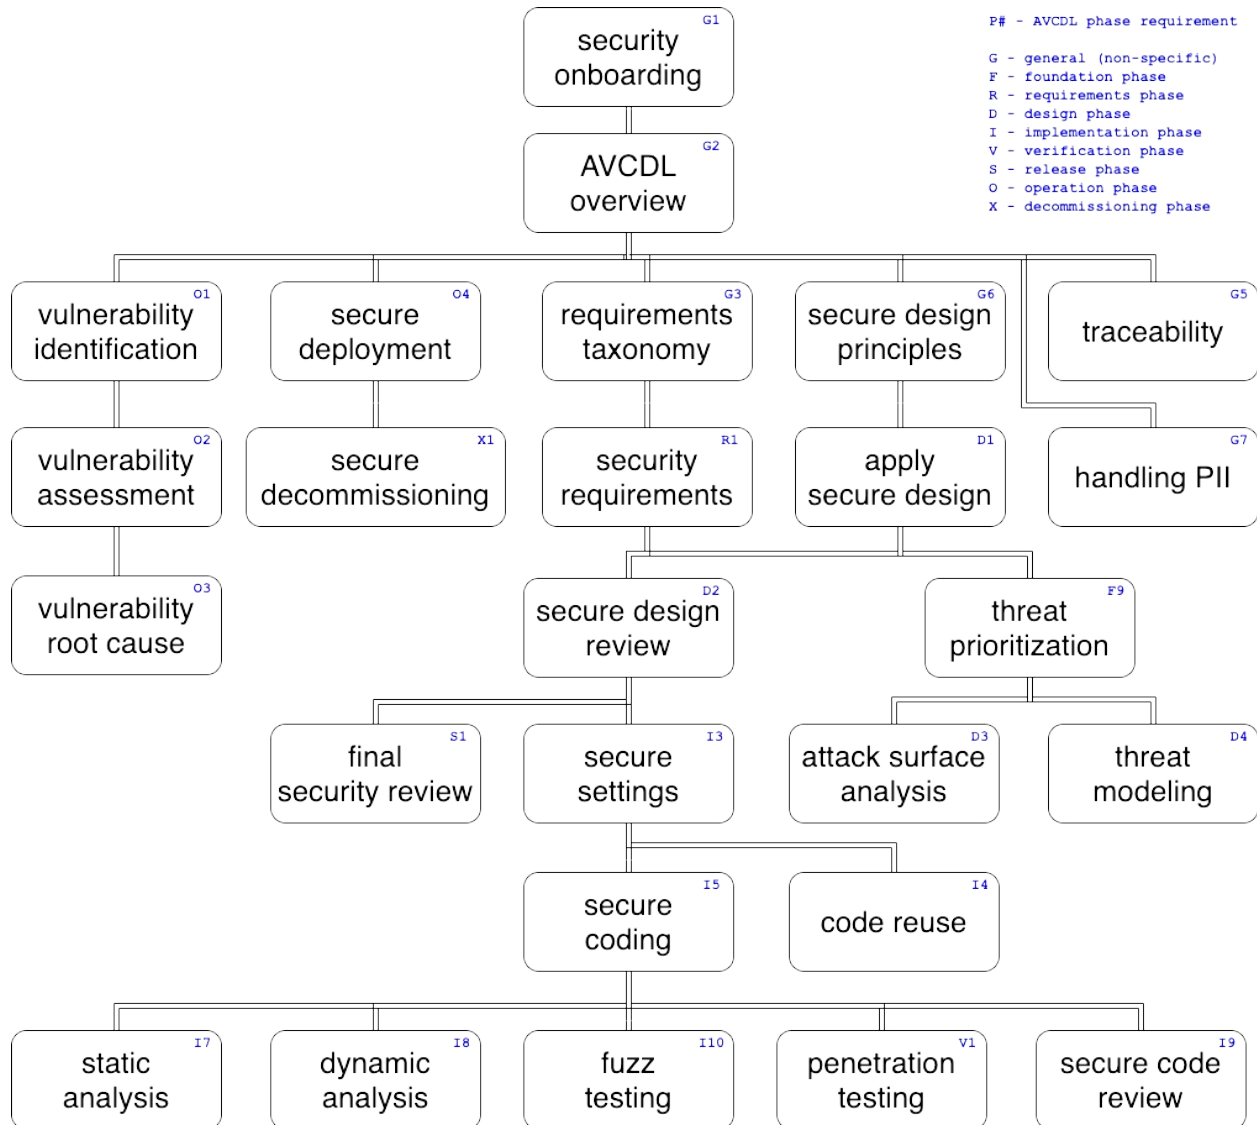 G1
security
onboarding
P# - AVCDL phase requirement
G - general (non-specific)
F - foundation phase
R - requirements phase
D - design phase
I - implementation phase
V - verification phase
S - release phase
O - operation phase
X - decommissioning phase
G2
AVCDL
overview
O1
vulnerability
identification
O4
secure
deployment
G3
requirements
taxonomy
G6
secure design
principles
G5
traceability
O2
vulnerability
assessment
X1
secure
decommissioning
R1
security
requirements
D1
apply
secure design
G7
handling PII
O3
vulnerability
root cause
D2
secure design
review
F9
threat
prioritization
S1
final
security review
I3
secure
settings
D3
attack surface
analysis
D4
threat
modeling
I5
secure
coding
I4
code reuse
I7
static
analysis
I8
dynamic
analysis
I10
fuzz
testing
V1
penetration
testing
I9
secure code
review